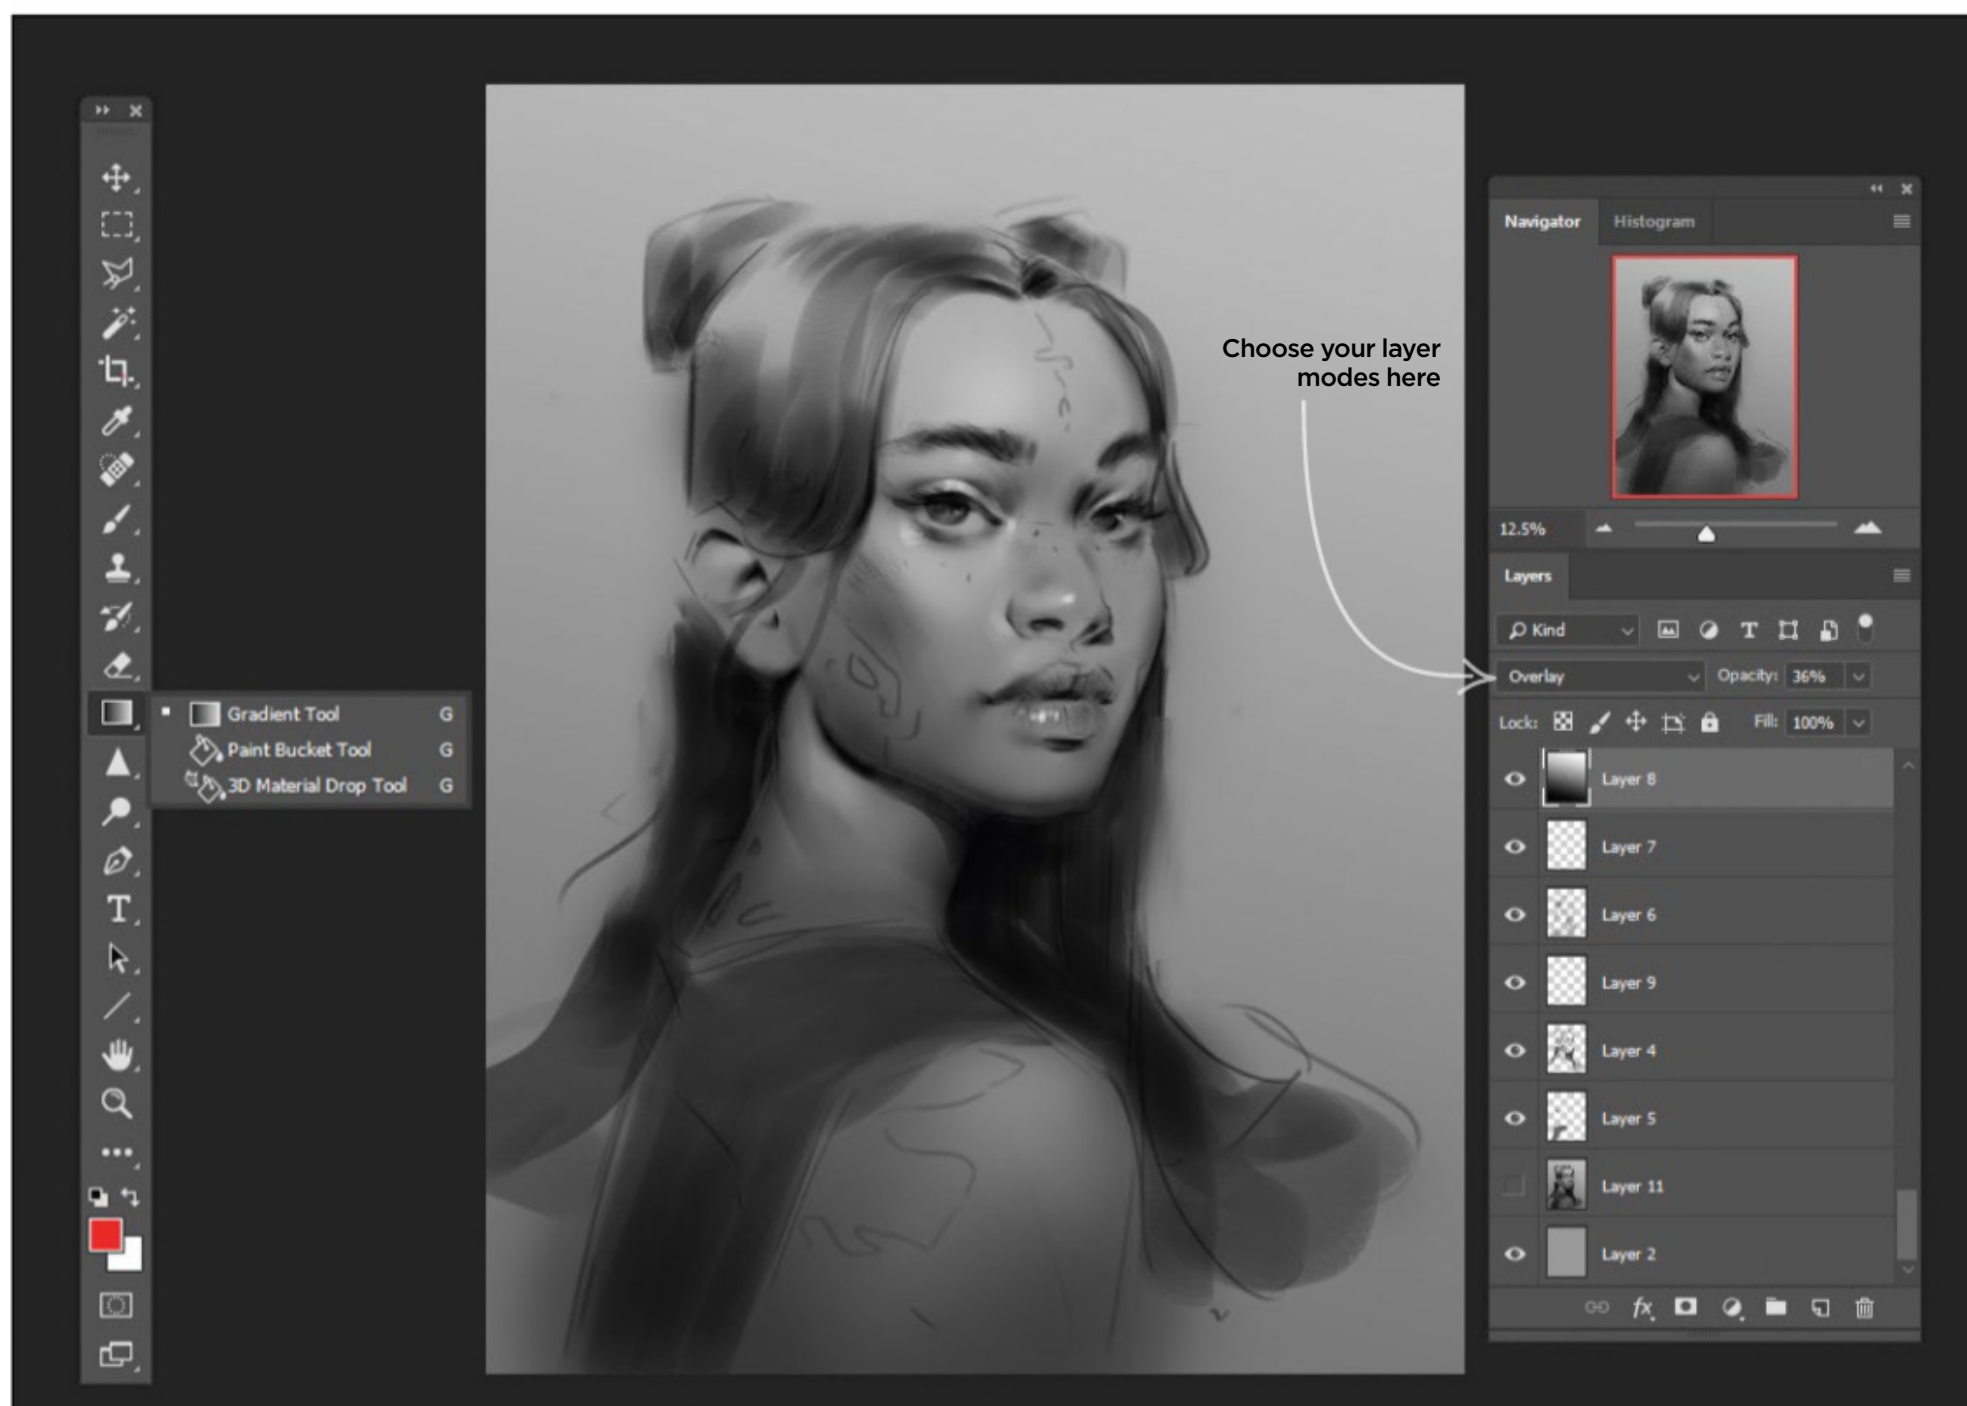 Gradient Tool G
Paint Bucket Tool G
3D Material Drop Tool G
Choose your layer
modes here
Navigator Histogram
12.5%
Layers
Kind
Overlay Opacity: 36%
Lock: Fill: 100%
Layer 8
Layer 7
Layer 6
Layer 9
Layer 4
Layer 5
Layer 11
Layer 2
fx